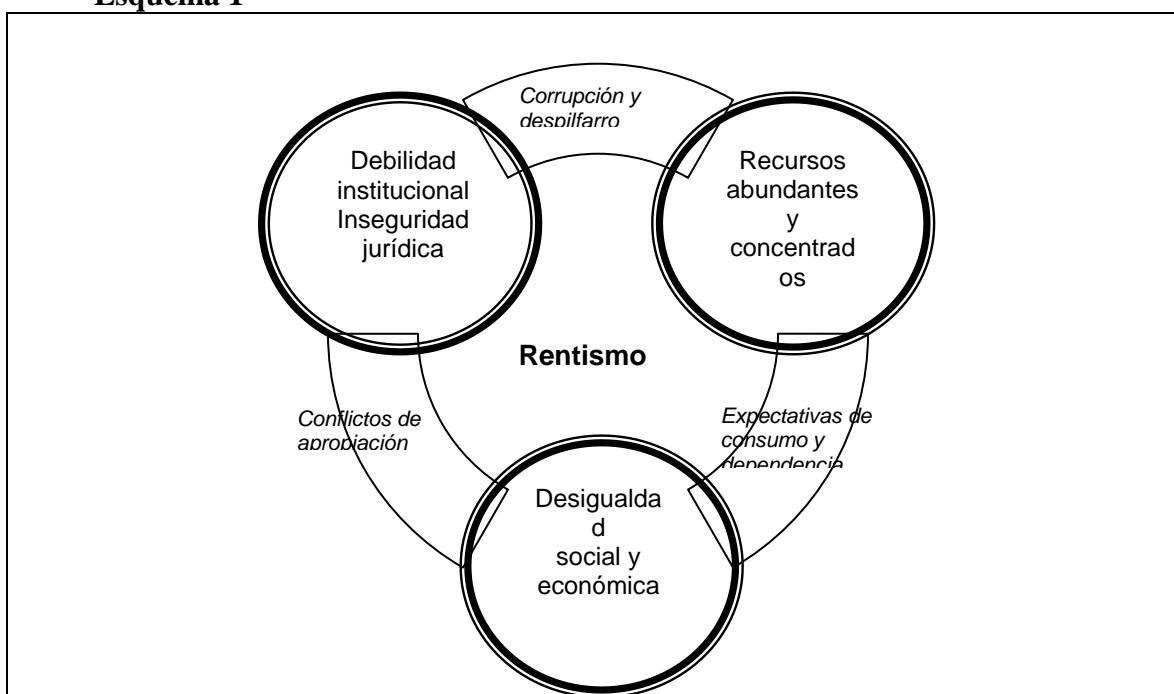 Esquema 1
Corrupción y
despilfarro
Debilidad
institucional
Inseguridad
jurídica
Recursos
abundantes
y
concentrad
os
Rentismo
Conflictos de
apropiación
Expectativas de
consumo y
dependencia
Desigualda
d
social y
económica